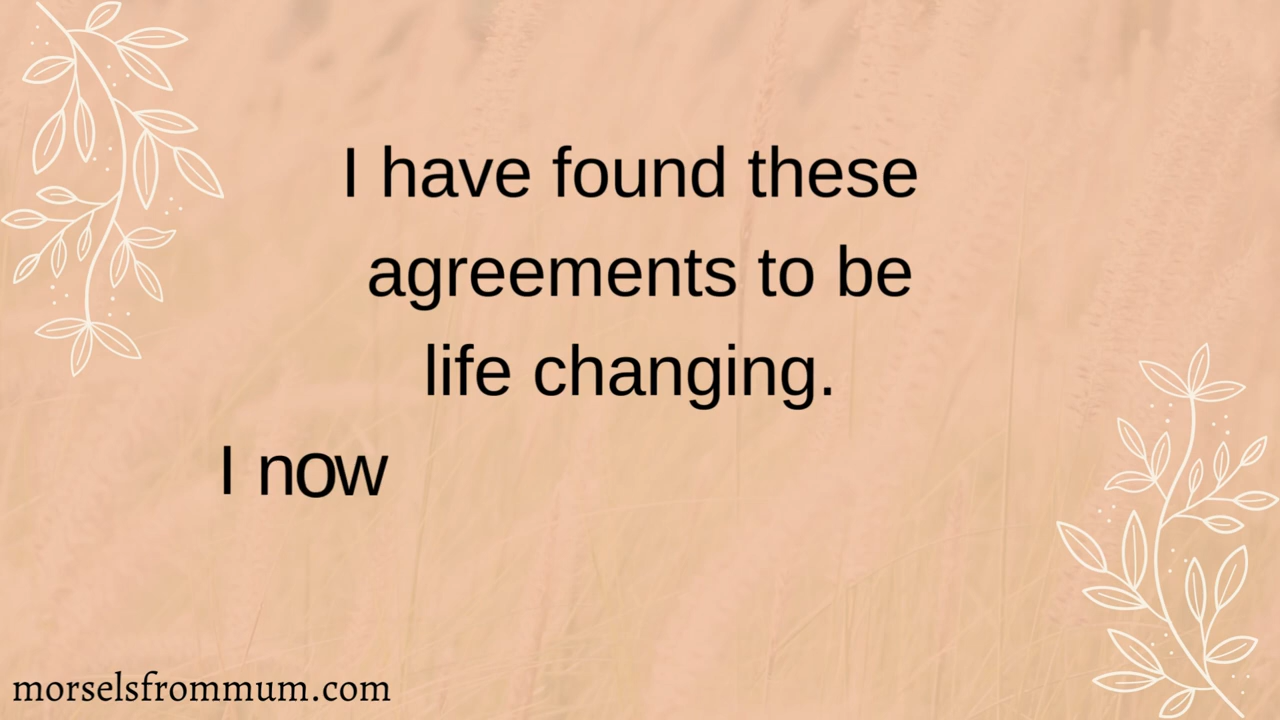 I have found these
agreements to be
life changing.
I now
morselsfrommum.com